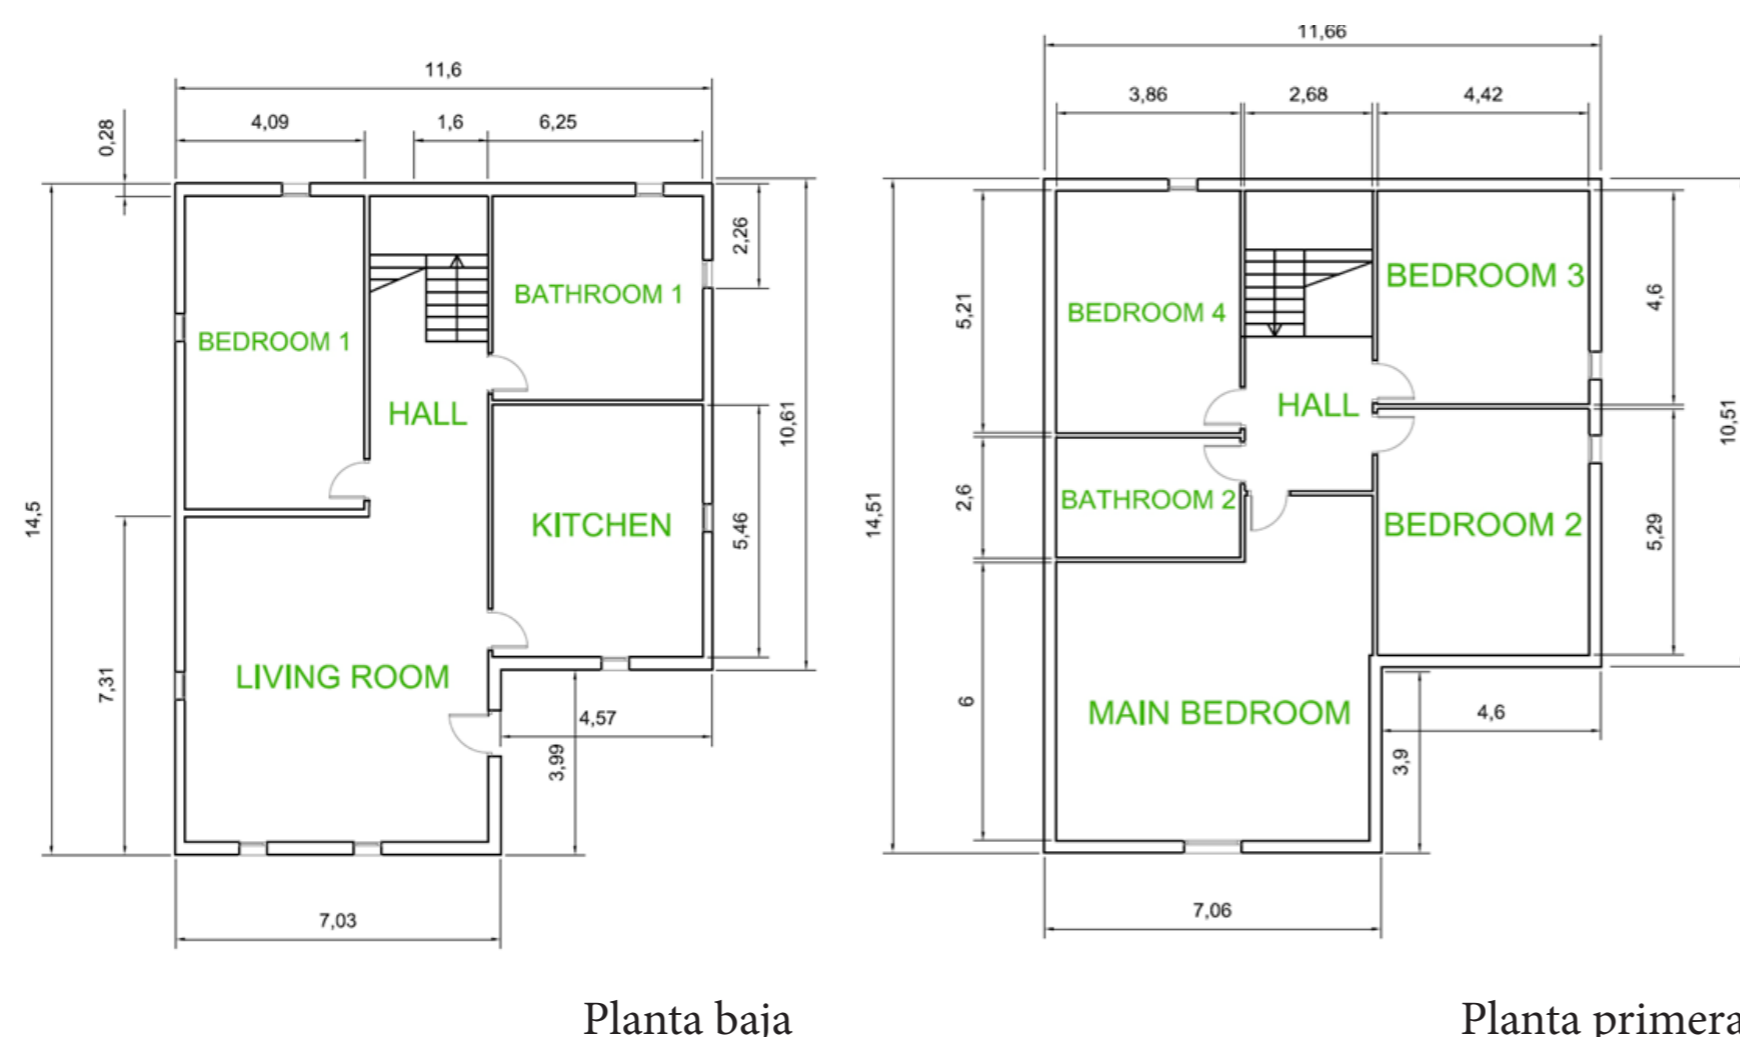 11,6
4,09
1,6
6,25
0,28
2,26
BATHROOM 1
BEDROOM 1
HALL
10,61
14,5
KITCHEN
5,46
LIVING ROOM
7,31
4,57
3,99
7,03
Planta baja
11,66
3,86
2,68
4,42
BEDROOM 3
4,6
5,21
BEDROOM 4
HALL
10,51
14,51
2,6
BATHROOM 2
BEDROOM 2
5,29
6
MAIN BEDROOM
4,6
3,9
7,06
Planta primera